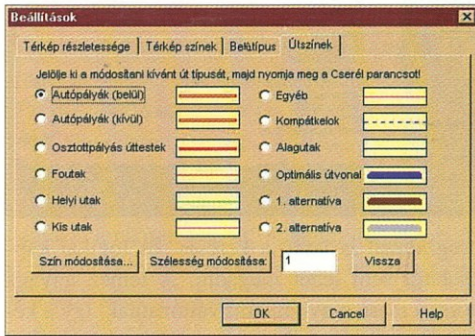 Beállítások
Térkép részletessége Térkép színek Betűtípus Útszínek
Jelölje ki a módosítani kívánt út típusát, majd nyomja meg a Cserél parancsot!
Autópályák (belül) Egyéb
Autópályák (kívül) Kompátkelok
Osztottpályás úttestek Alagutak
Foutak Optimális útvonal
Helyi utak 1. alternatíva
Kis utak 2. alternatíva
Szín módosítása... Szélesség módosítása: 1 Vissza
OK Cancel Help